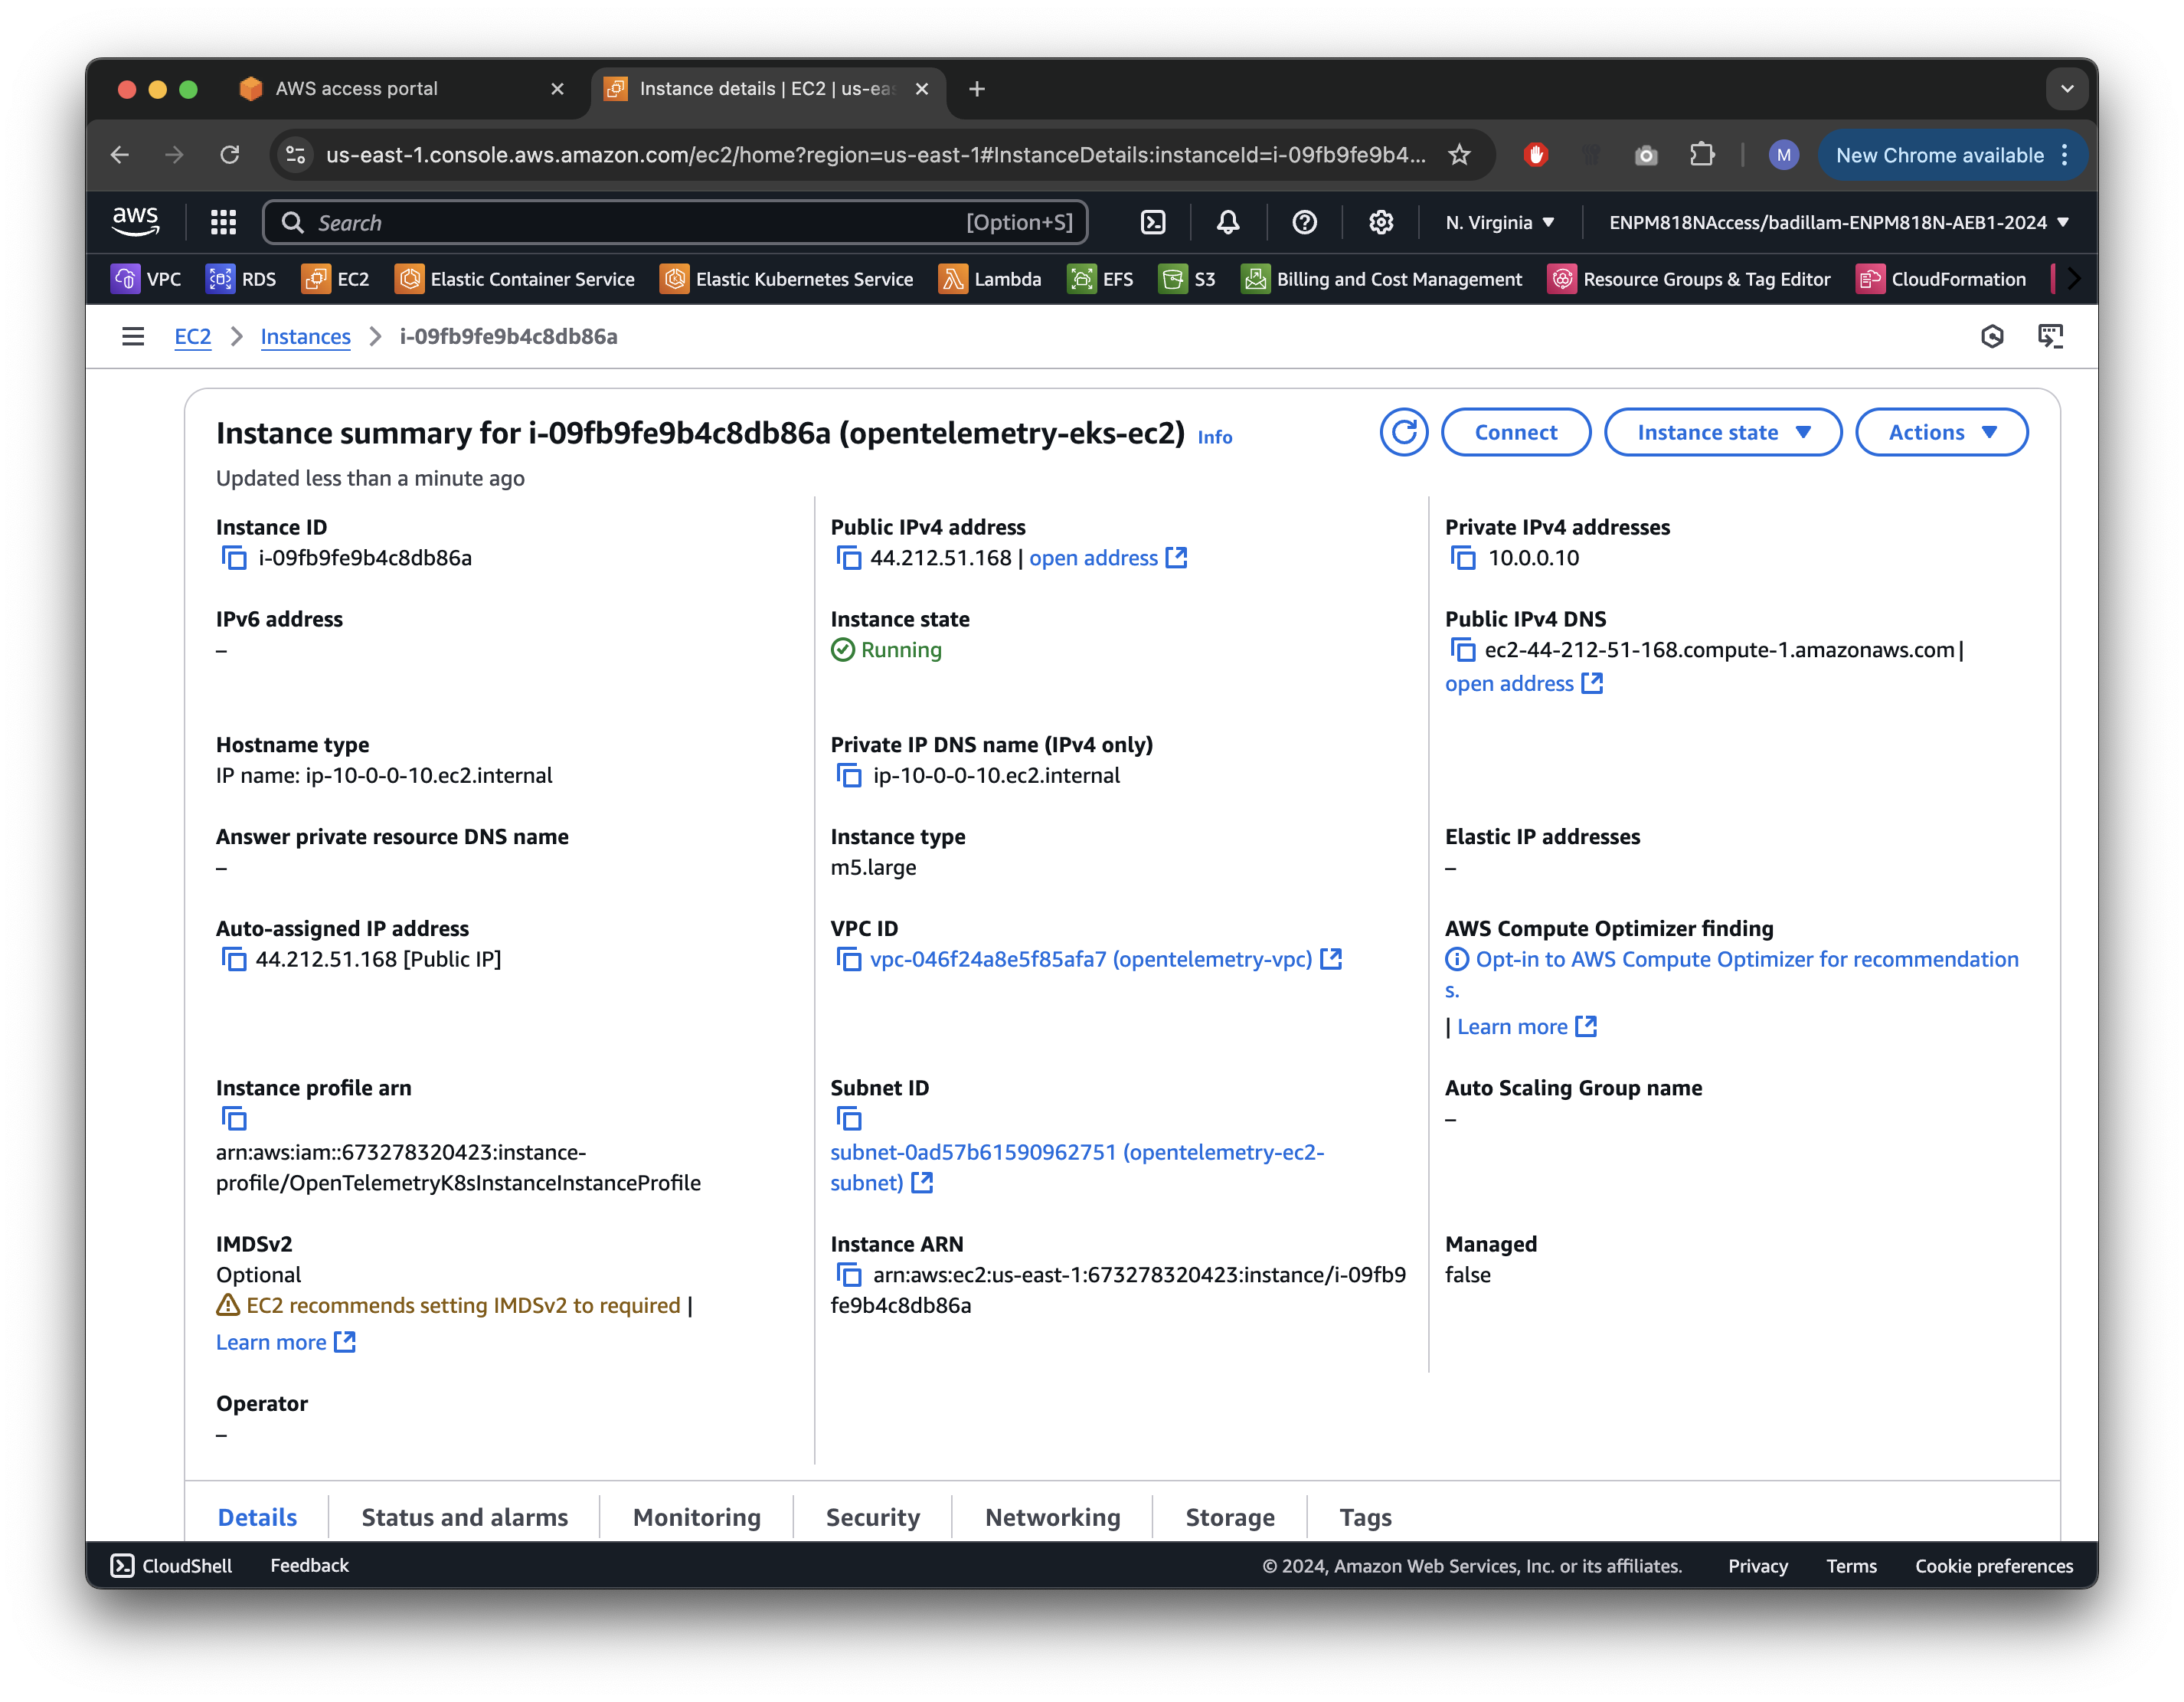 AWS access portal
Instance details | EC2 | us-ea
us-east-1.console.aws.amazon.com/ec2/home?region=us-east-1#InstanceDetails:instanceId=i-09fb9fe9b4...
M
New Chrome available
aws
Search
[Option+S]
N. Virginia
ENPM818NAccess/badillam-ENPM818N-AEB1-2024
VPC
RDS
EC2
Elastic Container Service
Elastic Kubernetes Service
Lambda
EFS
S3
Billing and Cost Management
Resource Groups & Tag Editor
CloudFormation
EC2
Instances
i-09fb9fe9b4c8db86a
Instance summary for i-09fb9fe9b4c8db86a (opentelemetry-eks-ec2) Info
Connect
Instance state
Actions
Updated less than a minute ago
Instance ID
i-09fb9fe9b4c8db86a
Public IPv4 address
44.212.51.168 | open address
Private IPv4 addresses
10.0.0.10
IPv6 address
–
Instance state
Running
Public IPv4 DNS
ec2-44-212-51-168.compute-1.amazonaws.com |
open address
Hostname type
IP name: ip-10-0-0-10.ec2.internal
Private IP DNS name (IPv4 only)
ip-10-0-0-10.ec2.internal
Answer private resource DNS name
–
Instance type
m5.large
Elastic IP addresses
–
Auto-assigned IP address
44.212.51.168 [Public IP]
VPC ID
vpc-046f24a8e5f85afa7 (opentelemetry-vpc)
AWS Compute Optimizer finding
Opt-in to AWS Compute Optimizer for recommendation
s.
| Learn more
Instance profile arn
arn:aws:iam::673278320423:instance-
profile/OpenTelemetryK8sInstanceInstanceProfile
Subnet ID
subnet-0ad57b61590962751 (opentelemetry-ec2-
subnet)
Auto Scaling Group name
–
IMDSv2
Optional
EC2 recommends setting IMDSv2 to required |
Learn more
Instance ARN
arn:aws:ec2:us-east-1:673278320423:instance/i-09fb9
fe9b4c8db86a
Managed
false
Operator
–
Details
Status and alarms
Monitoring
Security
Networking
Storage
Tags
CloudShell
Feedback
© 2024, Amazon Web Services, Inc. or its affiliates.
Privacy
Terms
Cookie preferences